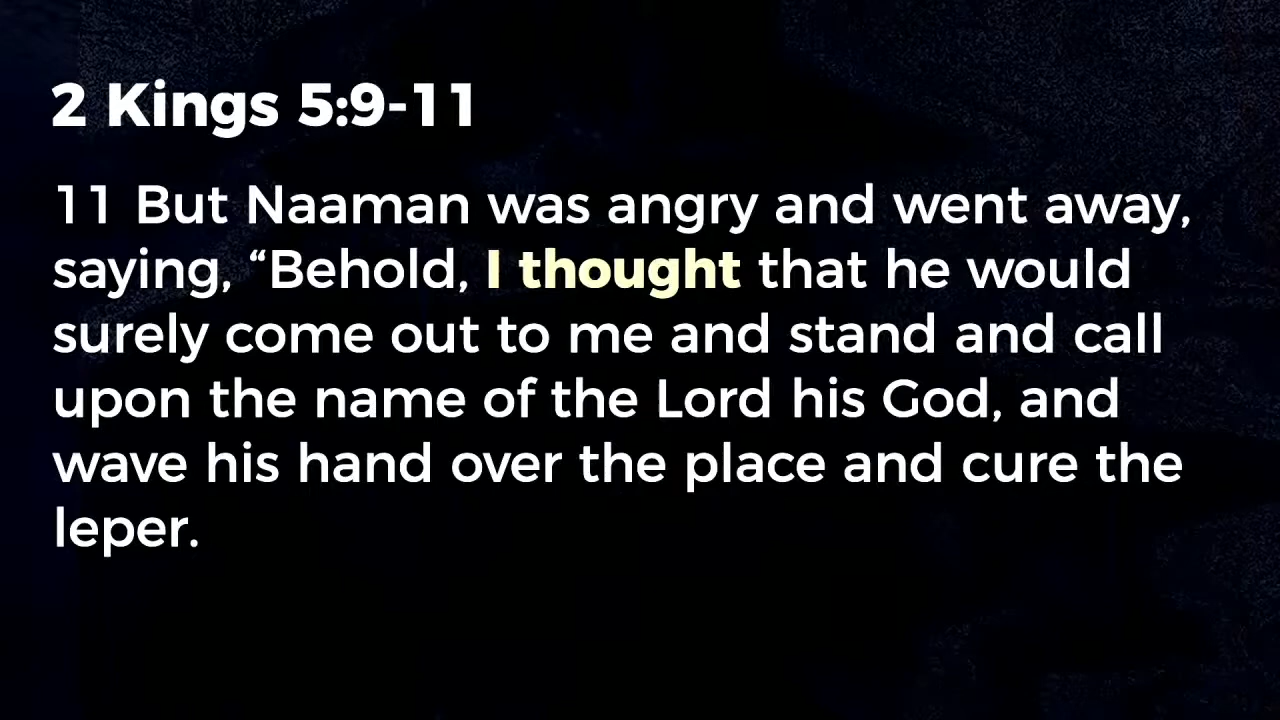 2 Kings 5:9-11
11 But Naaman was angry and went away,
saying, “Behold, I thought that he would
surely come out to me and stand and call
upon the name of the Lord his God, and
wave his hand over the place and cure the
leper.